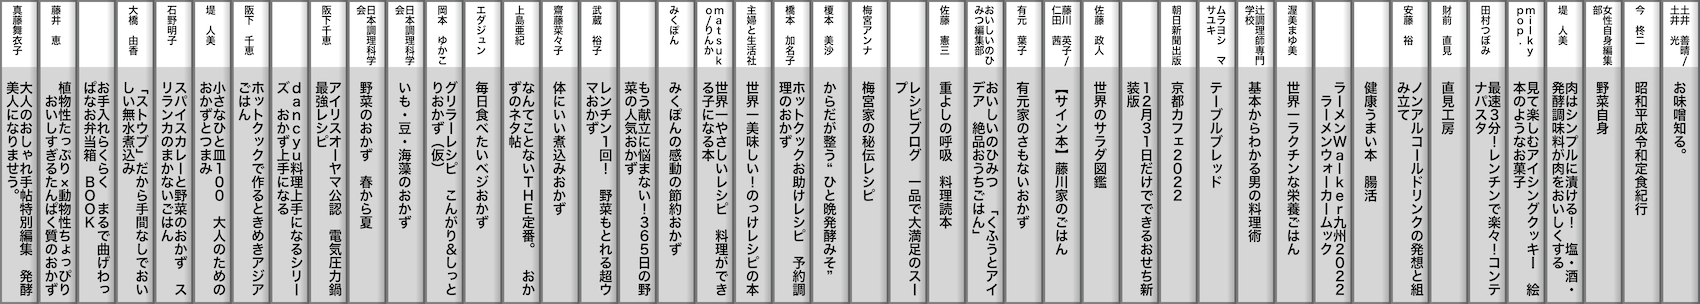 土井 善晴/
土井 光
お味噌知る。
今 柊二
昭和平成令和定食紀行
女性自身編集
部
野菜自身
堤 人美
肉はシンプルに漬ける! 塩・酒・
発酵調味料が肉をおいしくする
milky
pop.
見て楽しむアイシングクッキー 絵
本のようなお菓子
田村つぼみ
最速3分!レンチンで楽々!コンテ
ナパスタ
財前 直見
直見工房
安藤 裕
ノンアルコールドリンクの発想と組
み立て
健康うまい本 腸活
ラーメンWalker九州2022
ラーメンウォーカームック
渥美まゆ美
世界一ラクチンな栄養ごはん
辻調理師専門
学校
基本からわかる男の料理術
ムラヨシ マ
サユキ
テーブルブレッド
朝日新聞出版
京都カフェ2022
12月31日だけでできるおせち新
装版
佐藤 政人
世界のサラダ図鑑
藤川 英子/
仁田 茜
【サイン本】藤川家のごはん
有元 葉子
有元家のさもないおかず
おいしいのひ
みつ編集部
おいしいのひみつ 「くふうとアイ
デア 絶品おうちごはん」
佐藤 憲三
重よしの呼吸 料理読本
レシピブログ 一品で大満足のスー
プ
梅宮アンナ
梅宮家の秘伝レシピ
榎本 美沙
からだが整う“ひと晩発酵みそ”
橋本 加名子
ホットクックお助けレシピ 予約調
理のおかず
主婦と生活社
世界一美味しい!のっけレシピの本
matsuk
o/りんか
世界一やさしいレシピ 料理ができ
る子になる本
みくぽん
みくぽんの感動の節約おかず
もう献立に悩まない!365日の野
菜の人気おかず
武蔵 裕子
レンチン1回! 野菜もとれる超ウ
マおかず
齋藤菜々子
体にいい煮込みおかず
上島亜紀
なんてことないTHE定番。 おか
ずのネタ帖
エダジュン
毎日食べたいベジおかず
岡本 ゆかこ
グリラーレシピ こんがり&しっと
りおかず(仮)
日本調理科学
会
いも・豆・海藻のおかず
日本調理科学
会
野菜のおかず 春から夏
阪下千恵
アイリスオーヤマ公認 電気圧力鍋
最強レシピ
dancyu料理上手になるシリー
ズ おかず上手になる
阪下 千恵
ホットクックで作るときめきアジア
ごはん
堤 人美
小さなひと皿100 大人のための
おかずとつまみ
石野明子
スパイスカレーと野菜のおかず ス
リランカのまかないごはん
大橋 由香
「ストウブ」だから手間なしでおい
しい無水煮込み
お手入れらくらく まるで曲げわっ
ぱなお弁当箱 BOOK
藤井 恵
植物性たっぷり×動物性ちょっぴり
おいしすぎるたんぱく質のおかず
真藤舞衣子
大人のおしゃれ手帖特別編集 発酵
美人になりませう。